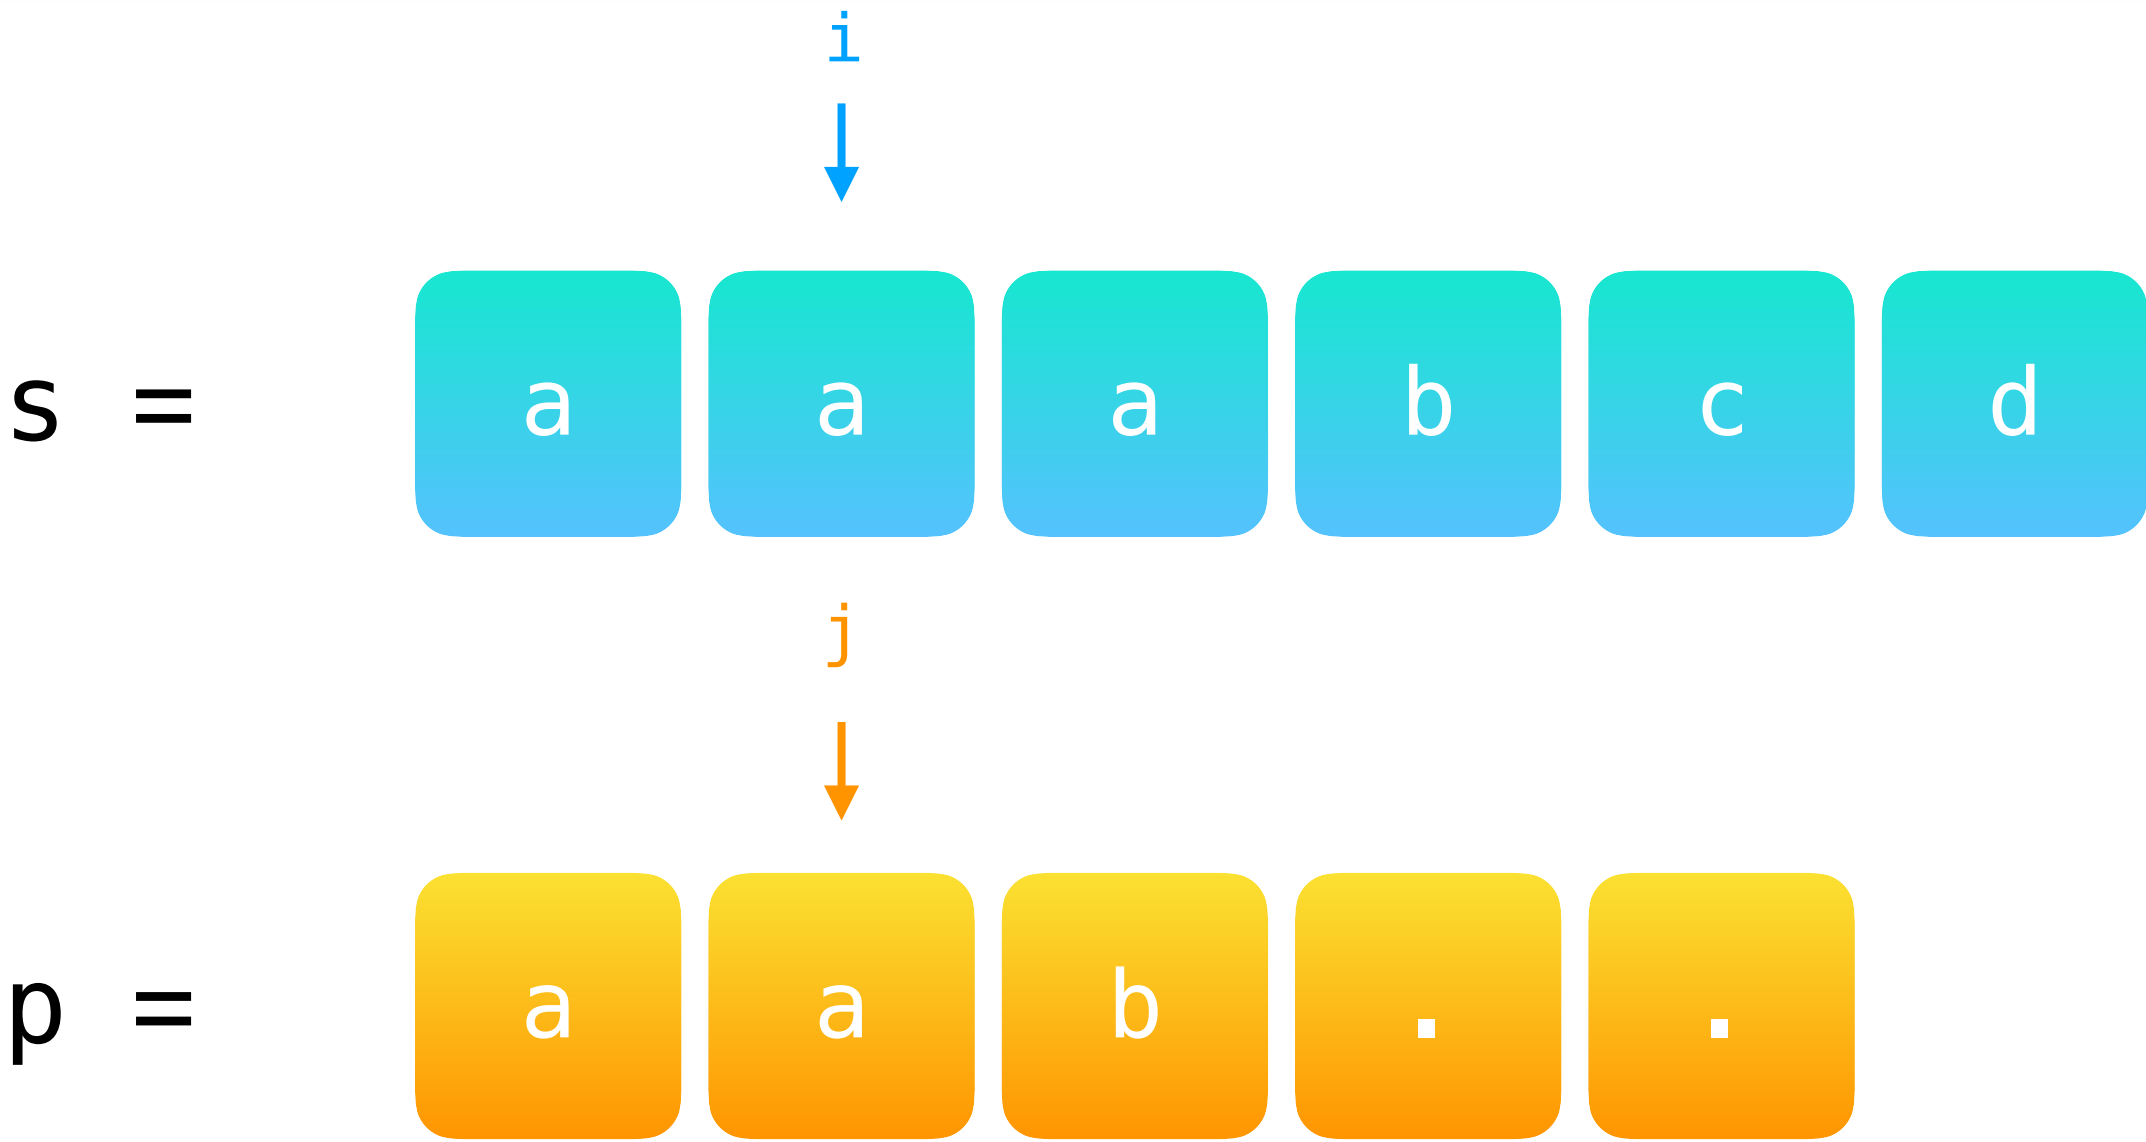 i
s = a a a b c d
j
p = a a b . .